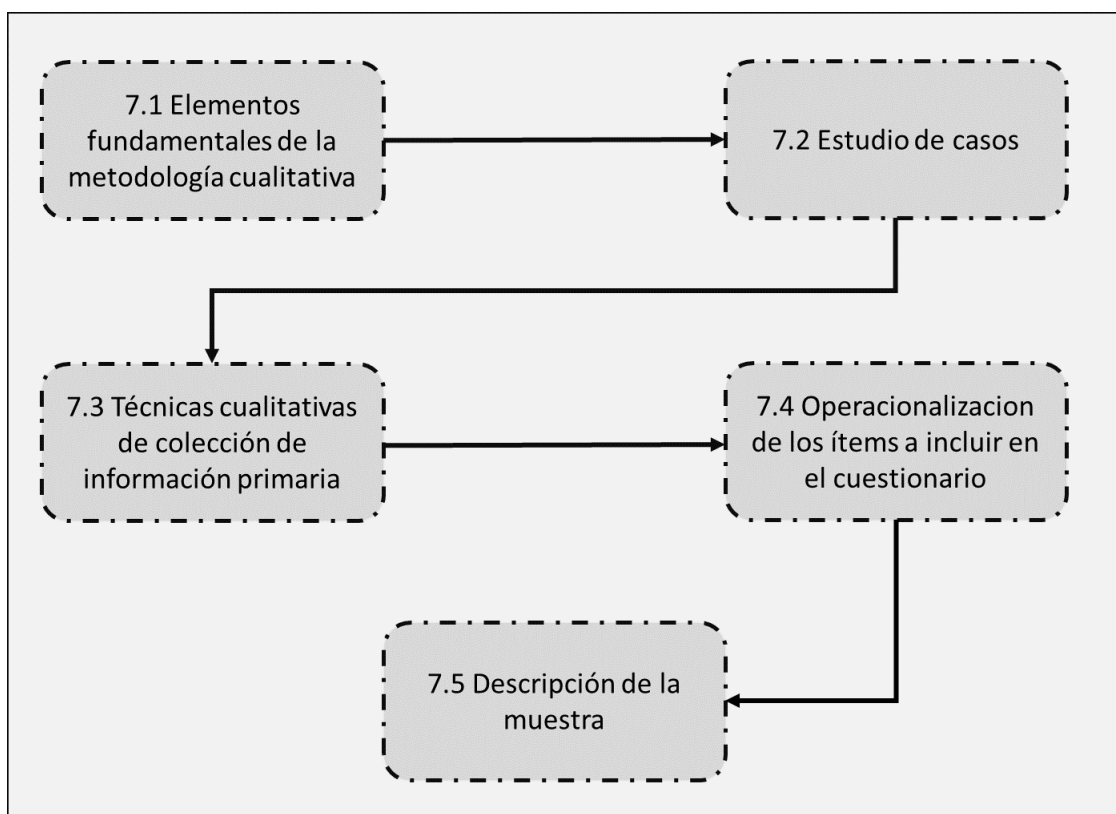 7.1 Elementos
fundamentales de la
metodología cualitativa
7.2 Estudio de casos
7.3 Técnicas cualitativas
de colección de
información primaria
7.4 Operacionalizacion
de los ítems a incluir en
el cuestionario
7.5 Descripción de la
muestra